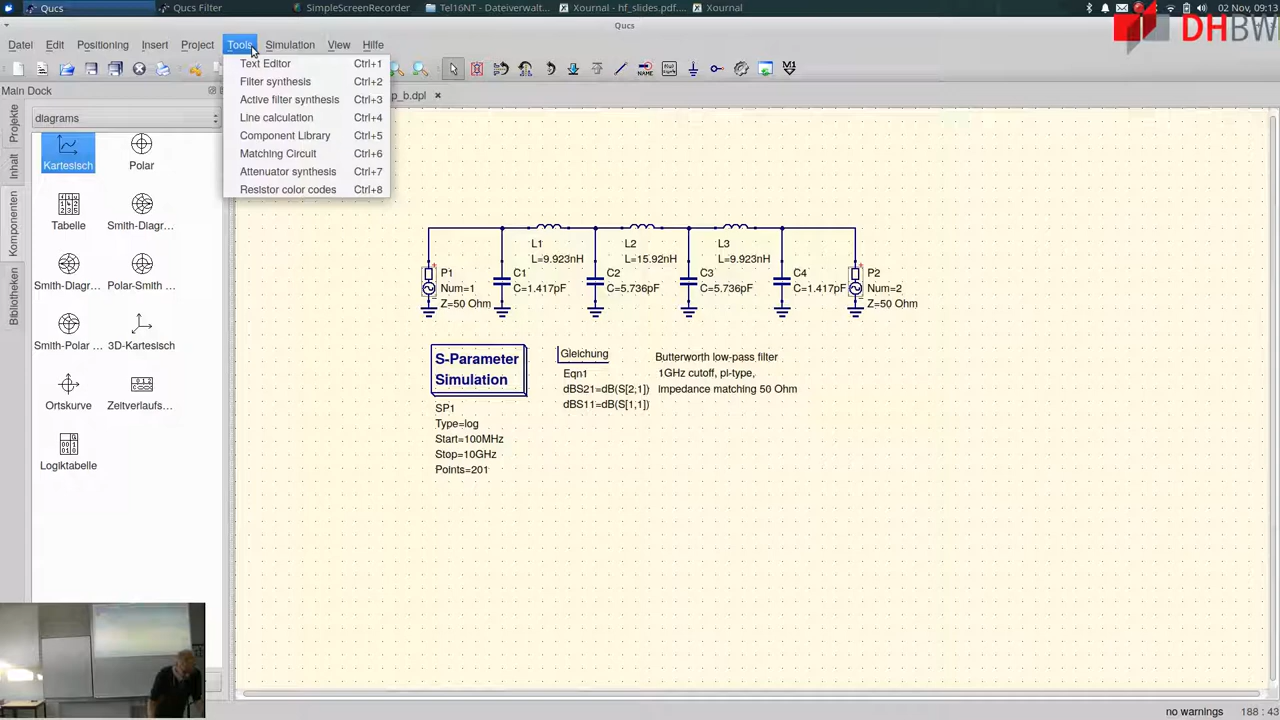 Qucs
Qucs Filter
SimpleScreenRecorder
Tel16NT - Dateiverwalt...
Xournal - hf_slides.pdf....
Xournal
02 Nov, 09:13
Qucs
DHBW
Datei Edit Positioning Insert Project Tools Simulation View Hilfe
NAME
Main Dock
p_b.dpl
diagrams
Projekte
Inhalt
Komponenten
Bibliotheken
Kartesisch
Polar
Tabelle
Smith-Diagr...
Smith-Diagr...
Polar-Smith ...
Smith-Polar ...
3D-Kartesisch
Ortskurve
Zeitverlaufs...
Logiktabelle
Text Editor Ctrl+1
Filter synthesis Ctrl+2
Active filter synthesis Ctrl+3
Line calculation Ctrl+4
Component Library Ctrl+5
Matching Circuit Ctrl+6
Attenuator synthesis Ctrl+7
Resistor color codes Ctrl+8
L1
L=9.923nH
L2
L=15.92nH
L3
L=9.923nH
P1
Num=1
Z=50 Ohm
C1
C=1.417pF
C2
C=5.736pF
C3
C=5.736pF
C4
C=1.417pF
P2
Num=2
Z=50 Ohm
S-Parameter
Simulation
SP1
Type=log
Start=100MHz
Stop=10GHz
Points=201
Gleichung
Eqn1
dBS21=dB(S[2,1])
dBS11=dB(S[1,1])
Butterworth low-pass filter
1GHz cutoff, pi-type,
impedance matching 50 Ohm
no warnings
188 : 43